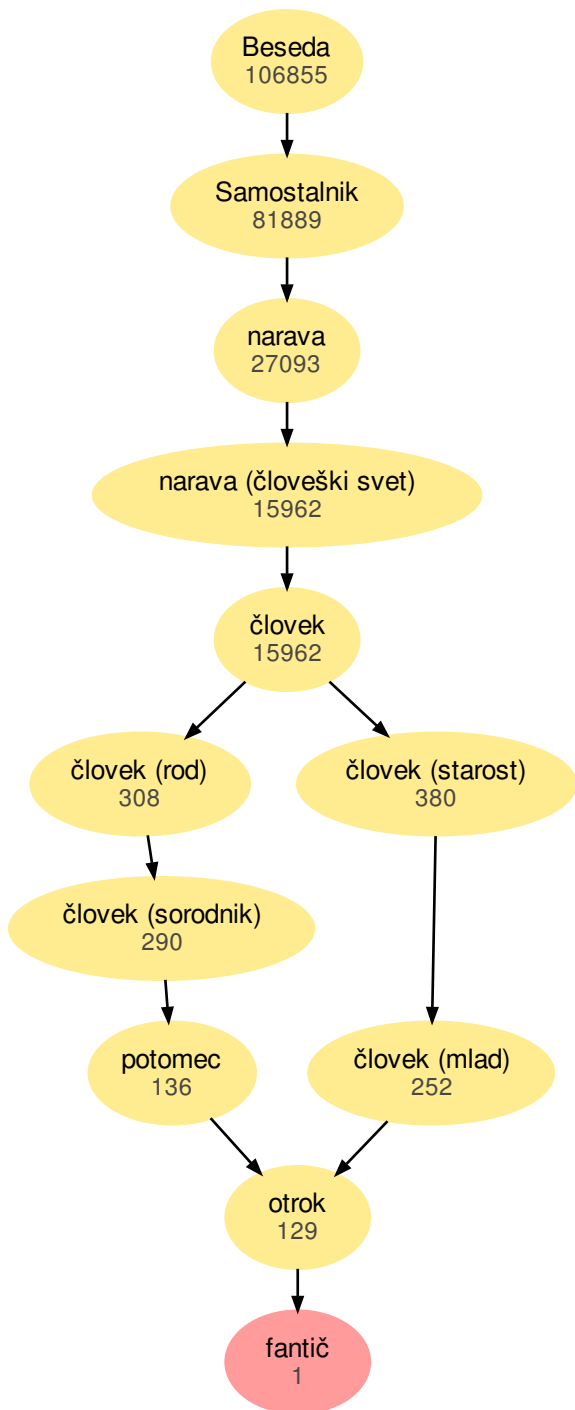 Beseda
106855
Samostalnik
81889
narava
27093
narava (človeški svet)
15962
človek
15962
človek (rod)
308
človek (starost)
380
človek (sorodnik)
290
potomec
136
človek (mlad)
252
otrok
129
fantič
1